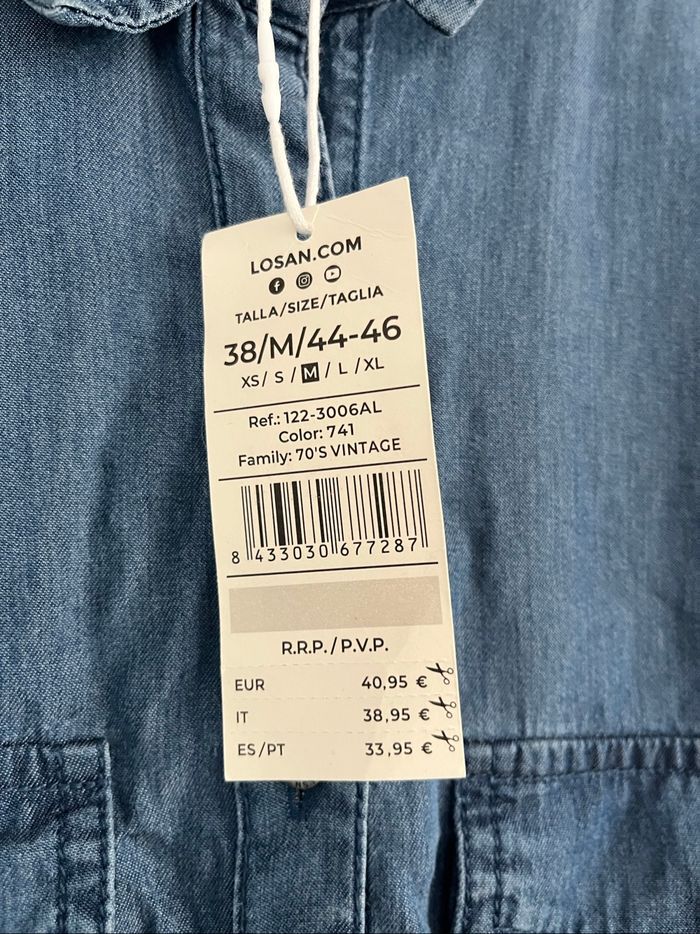 LOSAN.COM
TALLA/SIZE/TAGLIA
38/M/44-46
XS/ S / M / L /XL
Ref.: 122-3006AL
Color: 741
Family: 70'S VINTAGE
8 433030 677287
R.R.P. / P.V.P.
EUR 40,95 €
IT 38,95 €
ES/PT 33,95 €